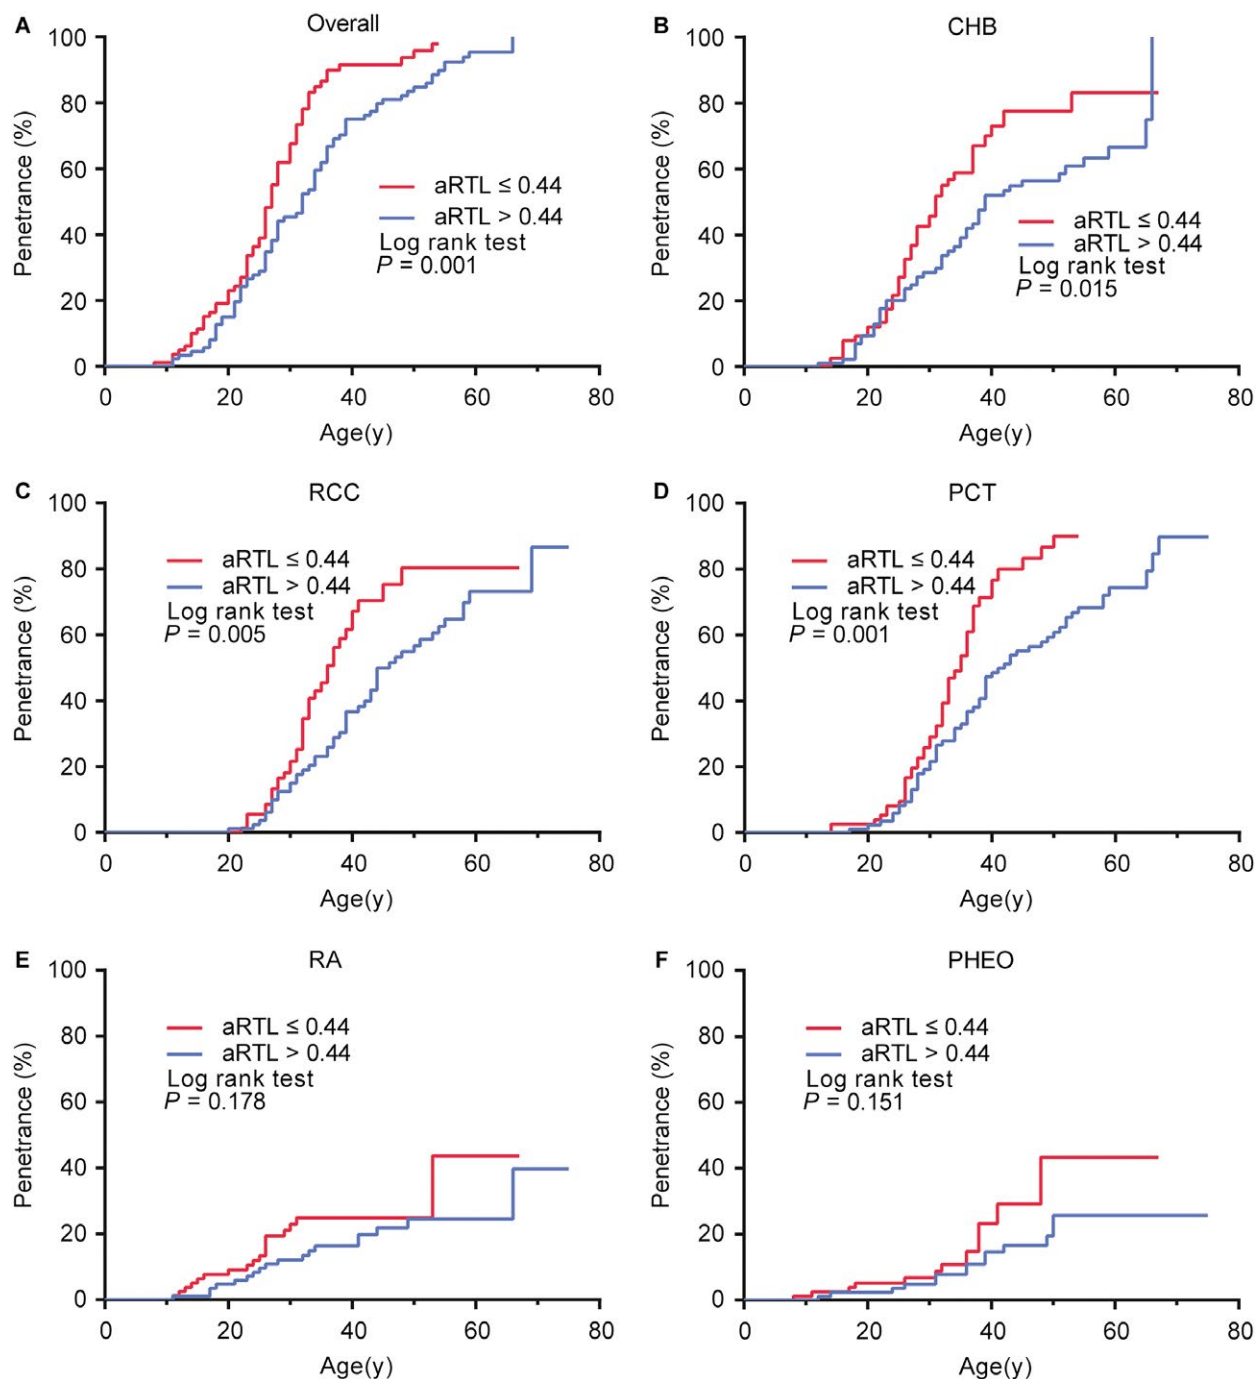 A
Overall
100
80
60
40
20
0
Penetrance (%)
aRTL ≤ 0.44
aRTL > 0.44
Log rank test
P = 0.001
0 20 40 60 80
Age(y)
B
CHB
100
80
60
40
20
0
Penetrance (%)
aRTL ≤ 0.44
aRTL > 0.44
Log rank test
P = 0.015
0 20 40 60 80
Age(y)
C
RCC
100
80
60
40
20
0
Penetrance (%)
aRTL ≤ 0.44
aRTL > 0.44
Log rank test
P = 0.005
0 20 40 60 80
Age(y)
D
PCT
100
80
60
40
20
0
Penetrance (%)
aRTL ≤ 0.44
aRTL > 0.44
Log rank test
P = 0.001
0 20 40 60 80
Age(y)
E
RA
100
80
60
40
20
0
Penetrance (%)
aRTL ≤ 0.44
aRTL > 0.44
Log rank test
P = 0.178
0 20 40 60 80
Age(y)
F
PHEO
100
80
60
40
20
0
Penetrance (%)
aRTL ≤ 0.44
aRTL > 0.44
Log rank test
P = 0.151
0 20 40 60 80
Age(y)